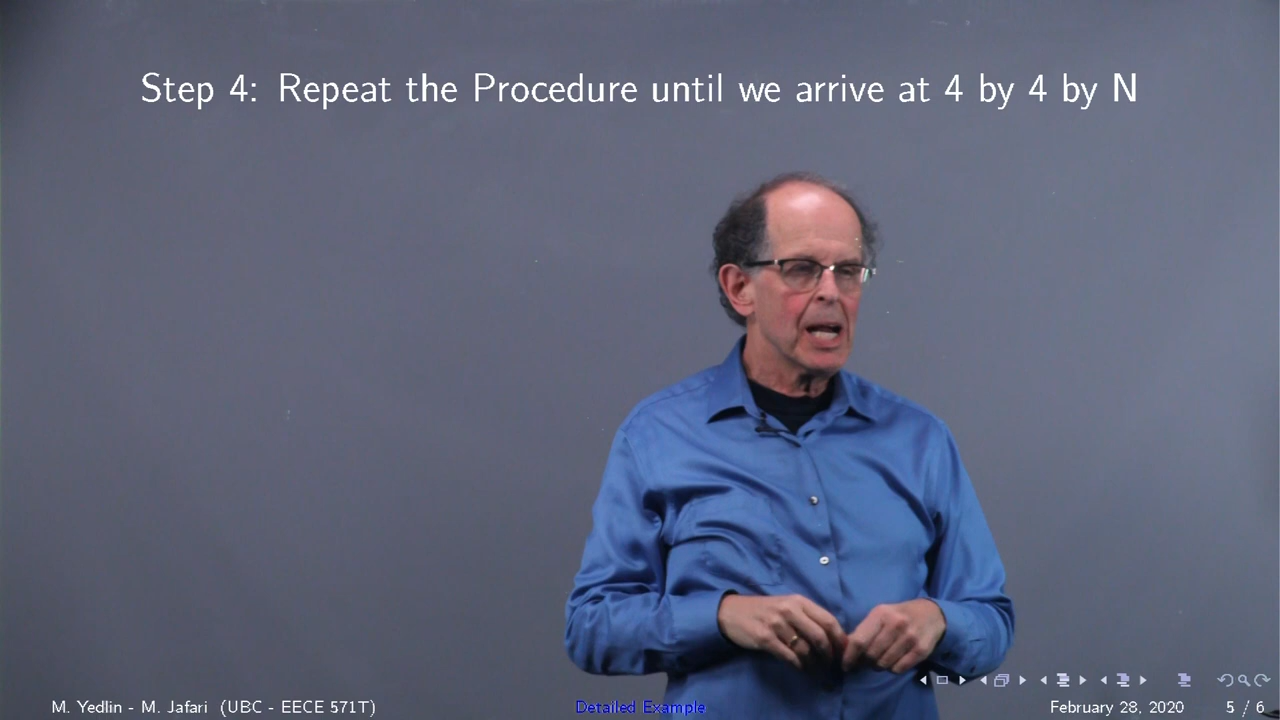 Step 4: Repeat the Procedure until we arrive at 4 by 4 by N
M. Yedlin - M. Jafari (UBC - EECE 571T) Detailed Example February 28, 2020 5 / 6